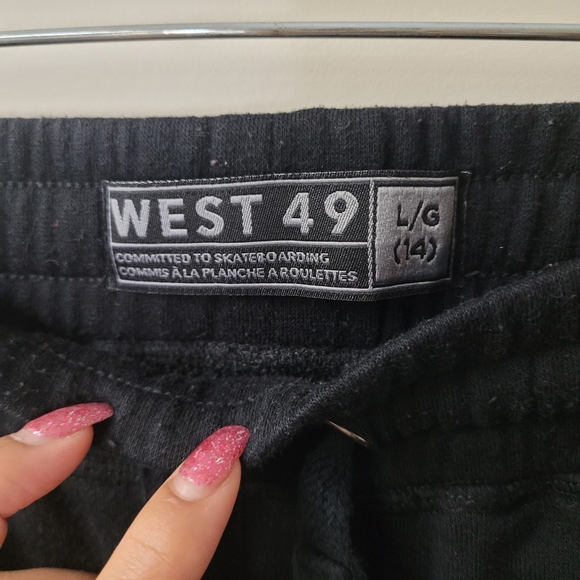 WEST 49
COMMITTED TO SKATEBOARDING
COMMIS À LA PLANCHE A ROULETTES
L/G
(14)